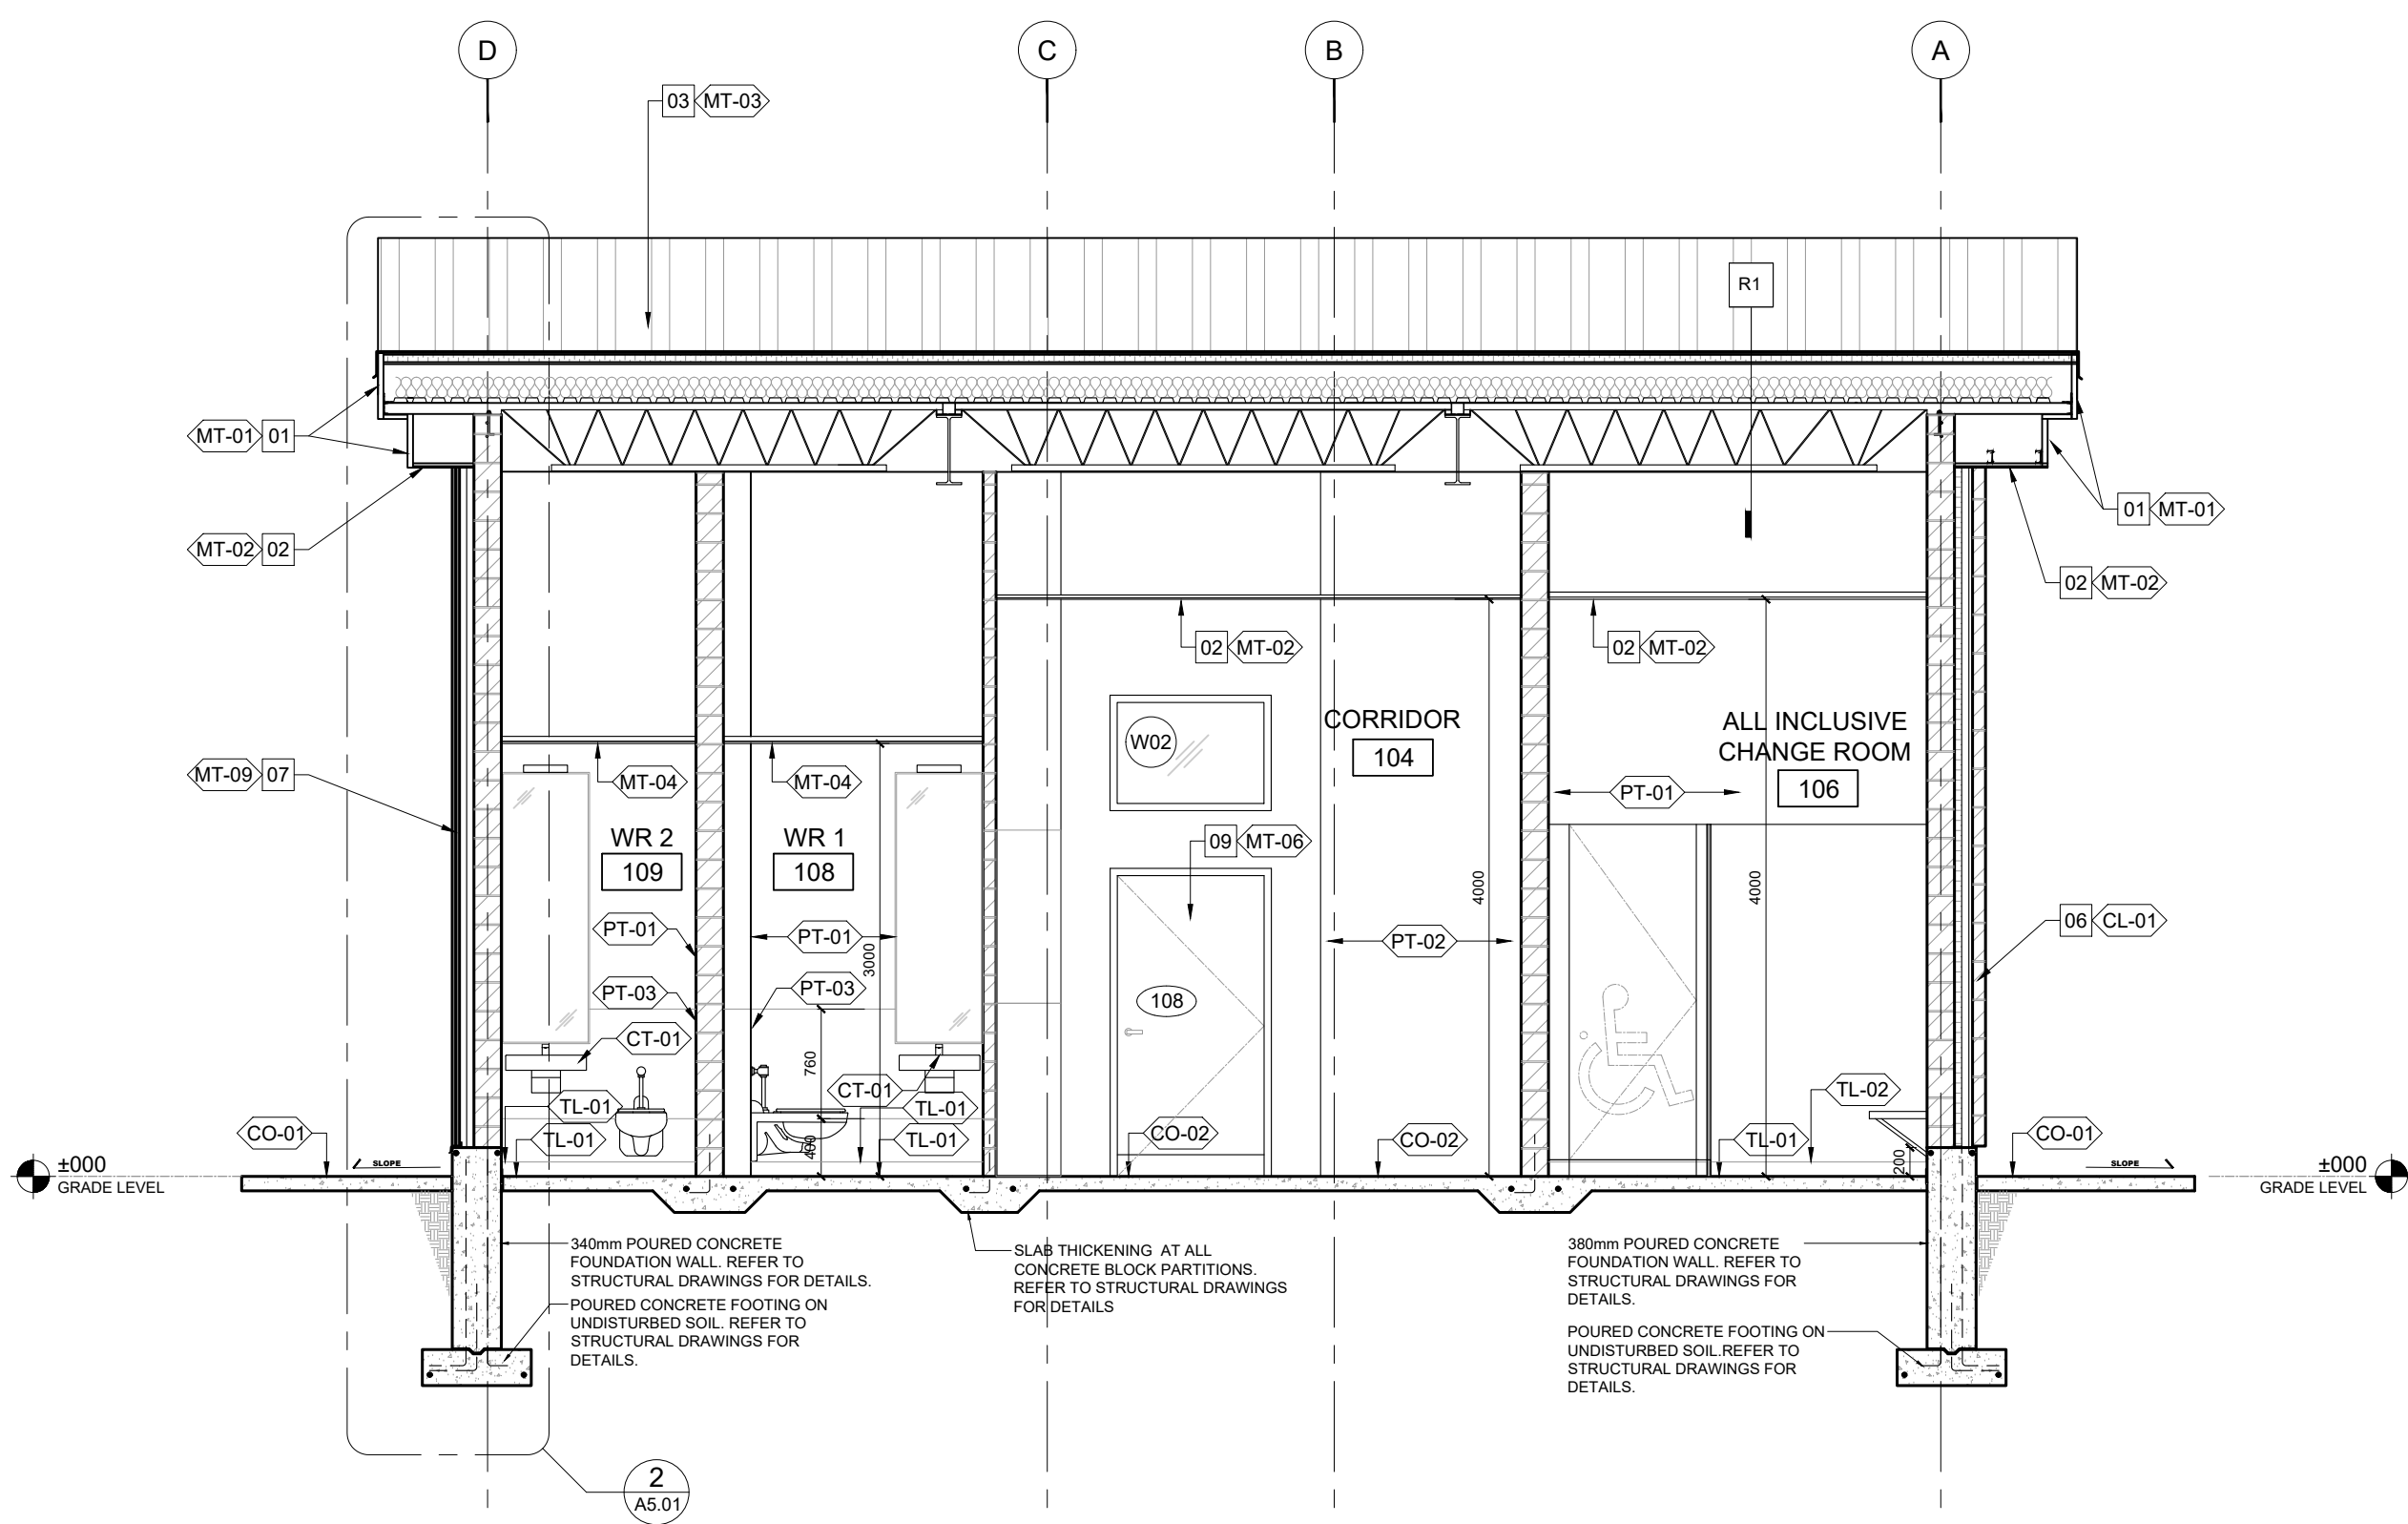 D
C
B
A
03 MT-03
R1
MT-01 01
01 MT-01
MT-02 02
02 MT-02
02 MT-02
02 MT-02
CORRIDOR
104
ALL INCLUSIVE
CHANGE ROOM
106
W02
MT-09 07
MT-04
MT-04
PT-01
WR 2
109
WR 1
108
09 MT-06
4000
4000
PT-01
PT-01
3000
PT-02
06 CL-01
PT-03
PT-03
108
CT-01
760
CT-01
TL-01
TL-01
TL-02
CO-01
TL-01
400
TL-01
CO-02
CO-02
TL-01
200
CO-01
±000
GRADE LEVEL
SLOPE
SLOPE
±000
GRADE LEVEL
340mm POURED CONCRETE
FOUNDATION WALL. REFER TO
STRUCTURAL DRAWINGS FOR DETAILS.
POURED CONCRETE FOOTING ON
UNDISTURBED SOIL. REFER TO
STRUCTURAL DRAWINGS FOR
DETAILS.
SLAB THICKENING AT ALL
CONCRETE BLOCK PARTITIONS.
REFER TO STRUCTURAL DRAWINGS
FOR DETAILS
380mm POURED CONCRETE
FOUNDATION WALL. REFER TO
STRUCTURAL DRAWINGS FOR
DETAILS.
POURED CONCRETE FOOTING ON
UNDISTURBED SOIL.REFER TO
STRUCTURAL DRAWINGS FOR
DETAILS.
2
A5.01